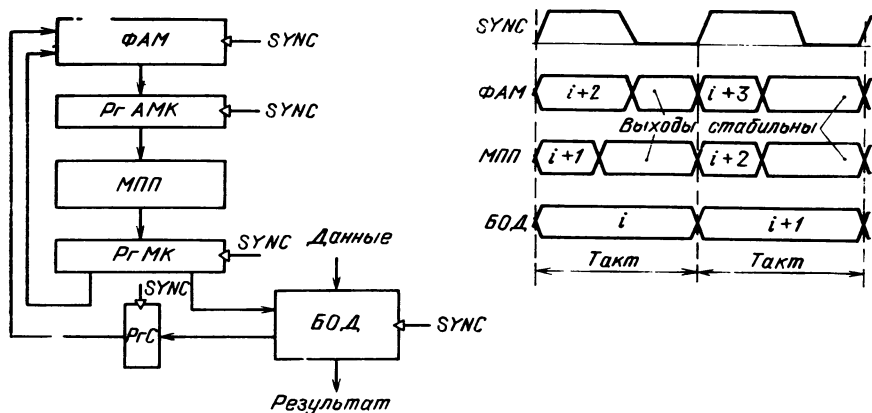 ФАМ
SYNC
Рг АМК
SYNC
МПП
Рг МК
SYNC
Данные
SYNC
РгС
БОД
SYNC
Результат
SYNC
ФАМ
i+2
i+3
Выходы стабильны
МПП
i+1
i+2
БОД
i
i+1
Такт
Такт